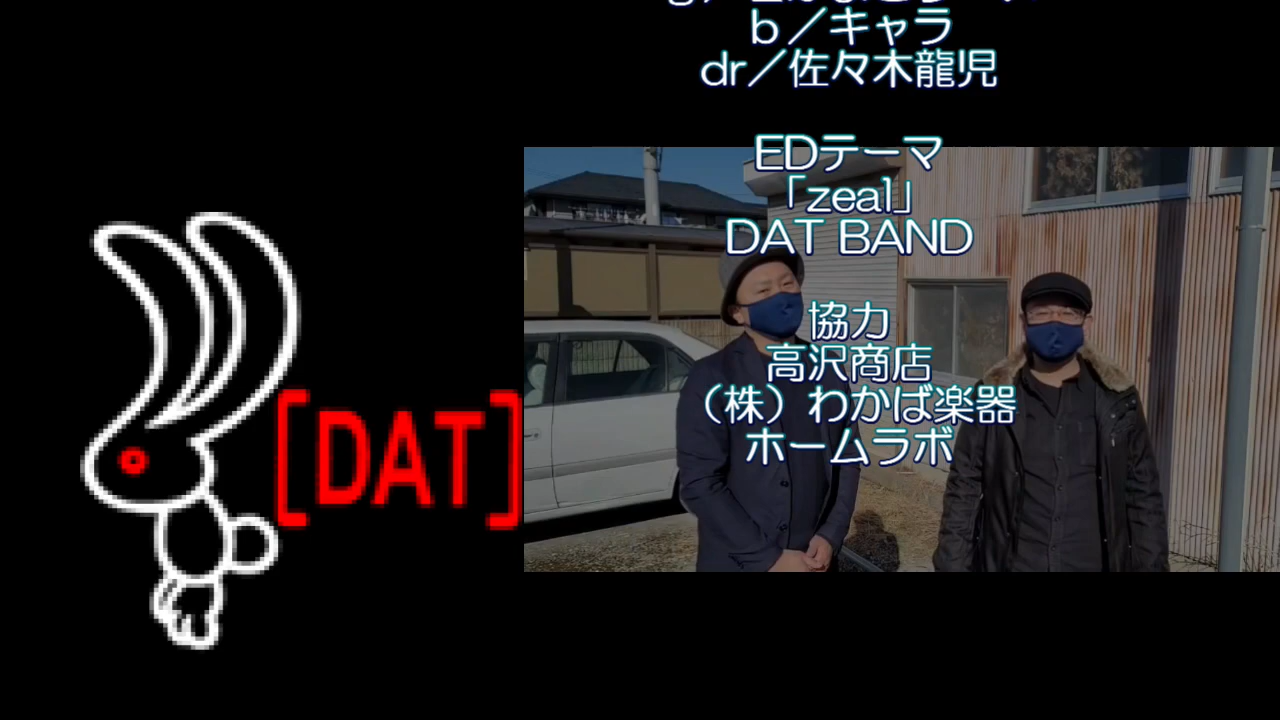 b／キャラ
dr／佐々木龍児
EDテーマ
「zeal」
DAT BAND
協力
高沢商店
（株）わかば楽器
ホームラボ
[DAT]